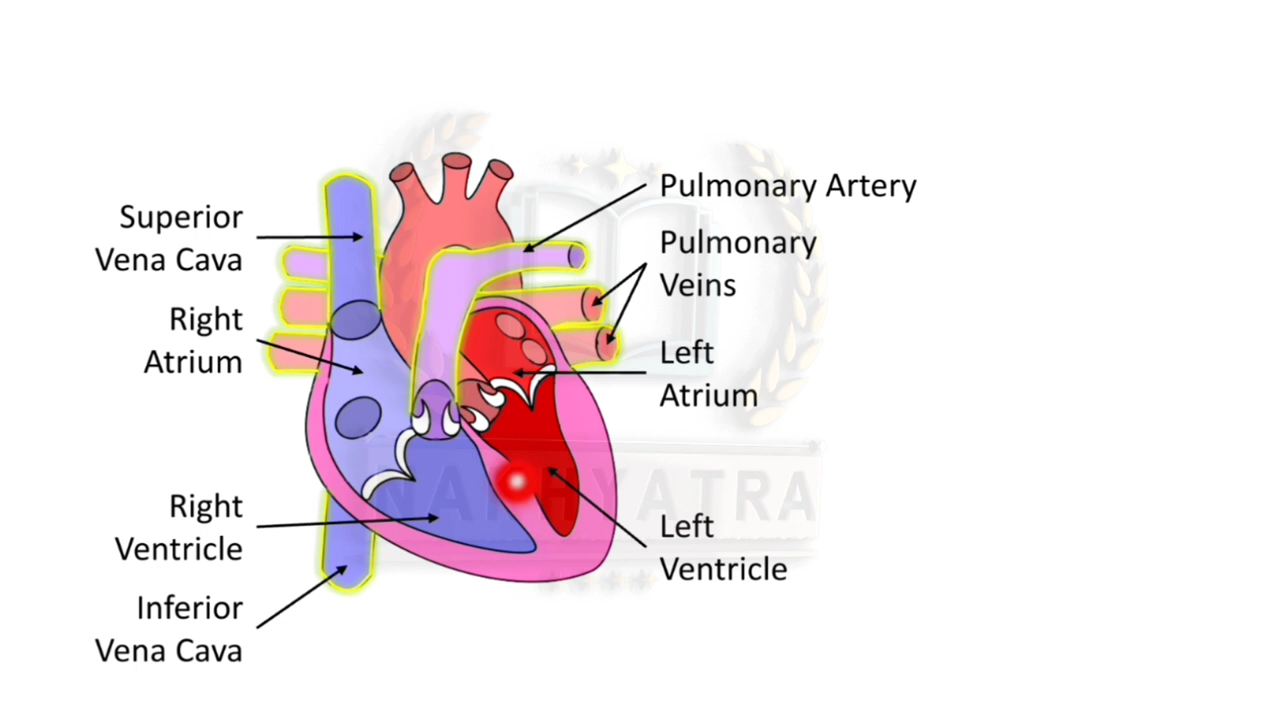 Superior
Vena Cava
Right
Atrium
Right
Ventricle
Inferior
Vena Cava
Pulmonary Artery
Pulmonary
Veins
Left
Atrium
Left
Ventricle